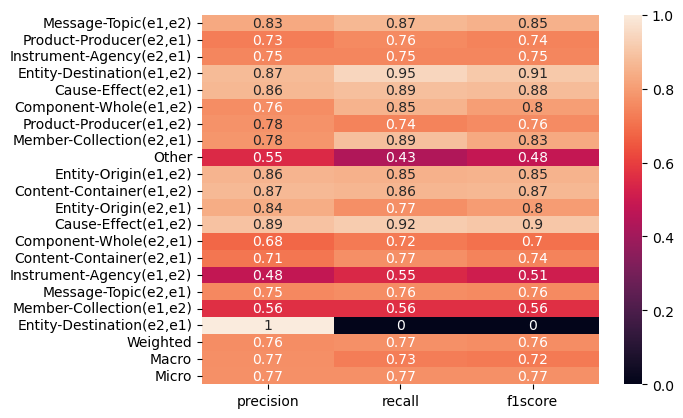 Message-Topic(e1,e2) 0.83 0.87 0.85
Product-Producer(e2,e1) 0.73 0.76 0.74
Instrument-Agency(e2,e1) 0.75 0.75 0.75
Entity-Destination(e1,e2) 0.87 0.95 0.91
Cause-Effect(e2,e1) 0.86 0.89 0.88
Component-Whole(e1,e2) 0.76 0.85 0.8
Product-Producer(e1,e2) 0.78 0.74 0.76
Member-Collection(e2,e1) 0.78 0.89 0.83
Other 0.55 0.43 0.48
Entity-Origin(e1,e2) 0.86 0.85 0.85
Content-Container(e1,e2) 0.87 0.86 0.87
Entity-Origin(e2,e1) 0.84 0.77 0.8
Cause-Effect(e1,e2) 0.89 0.92 0.9
Component-Whole(e2,e1) 0.68 0.72 0.7
Content-Container(e2,e1) 0.71 0.77 0.74
Instrument-Agency(e1,e2) 0.48 0.55 0.51
Message-Topic(e2,e1) 0.75 0.76 0.76
Member-Collection(e1,e2) 0.56 0.56 0.56
Entity-Destination(e2,e1) 1 0 0
Weighted 0.76 0.77 0.76
Macro 0.77 0.73 0.72
Micro 0.77 0.77 0.77
precision recall f1score
1.0
0.8
0.6
0.4
0.2
0.0